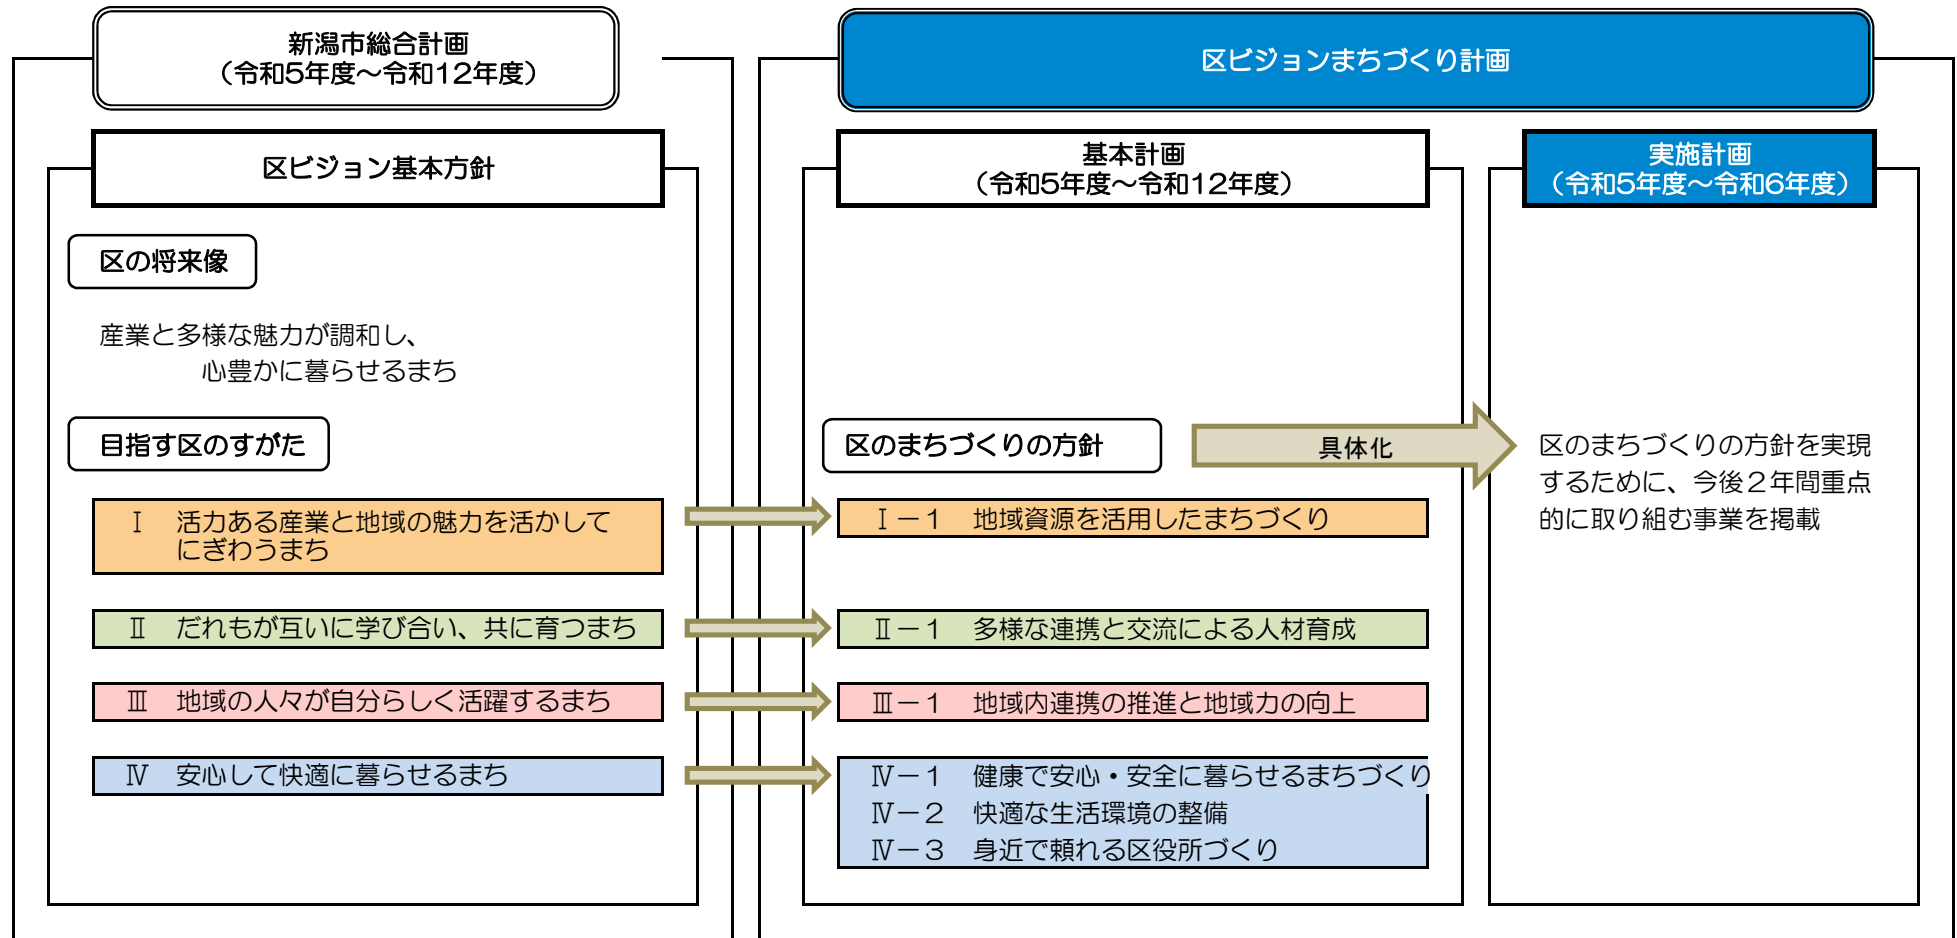 新潟市総合計画
（令和5年度～令和12年度）
区ビジョンまちづくり計画
区ビジョン基本方針
基本計画
（令和5年度～令和12年度）
実施計画
（令和5年度～令和6年度）
区の将来像
産業と多様な魅力が調和し、
心豊かに暮らせるまち
目指す区のすがた
区のまちづくりの方針
具体化
区のまちづくりの方針を実現
するために、今後２年間重点
的に取り組む事業を掲載
Ⅰ　活力ある産業と地域の魅力を活かして
にぎわうまち
Ⅰ－１　地域資源を活用したまちづくり
Ⅱ　だれもが互いに学び合い、共に育つまち
Ⅱ－１　多様な連携と交流による人材育成
Ⅲ　地域の人々が自分らしく活躍するまち
Ⅲ－１　地域内連携の推進と地域力の向上
Ⅳ　安心して快適に暮らせるまち
Ⅳ－１　健康で安心・安全に暮らせるまちづくり
Ⅳ－２　快適な生活環境の整備
Ⅳ－３　身近で頼れる区役所づくり